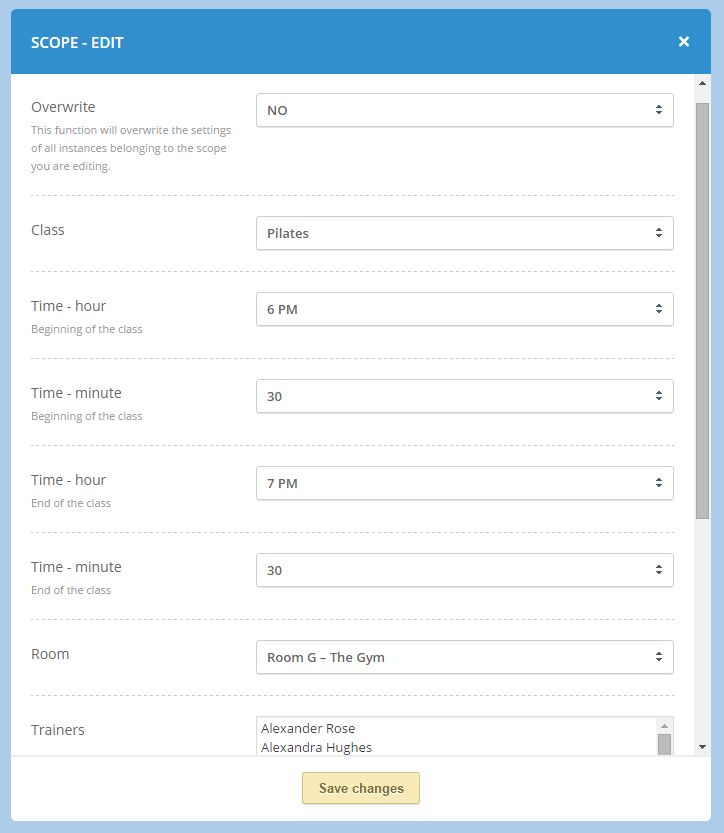 SCOPE - EDIT
Overwrite
NO
This function will overwrite the settings
of all instances belonging to the scope
you are editing.
Class
Pilates
Time - hour
6 PM
Beginning of the class
Time - minute
30
Beginning of the class
Time - hour
7 PM
End of the class
Time - minute
30
End of the class
Room
Room G – The Gym
Trainers
Alexander Rose
Alexandra Hughes
Save changes